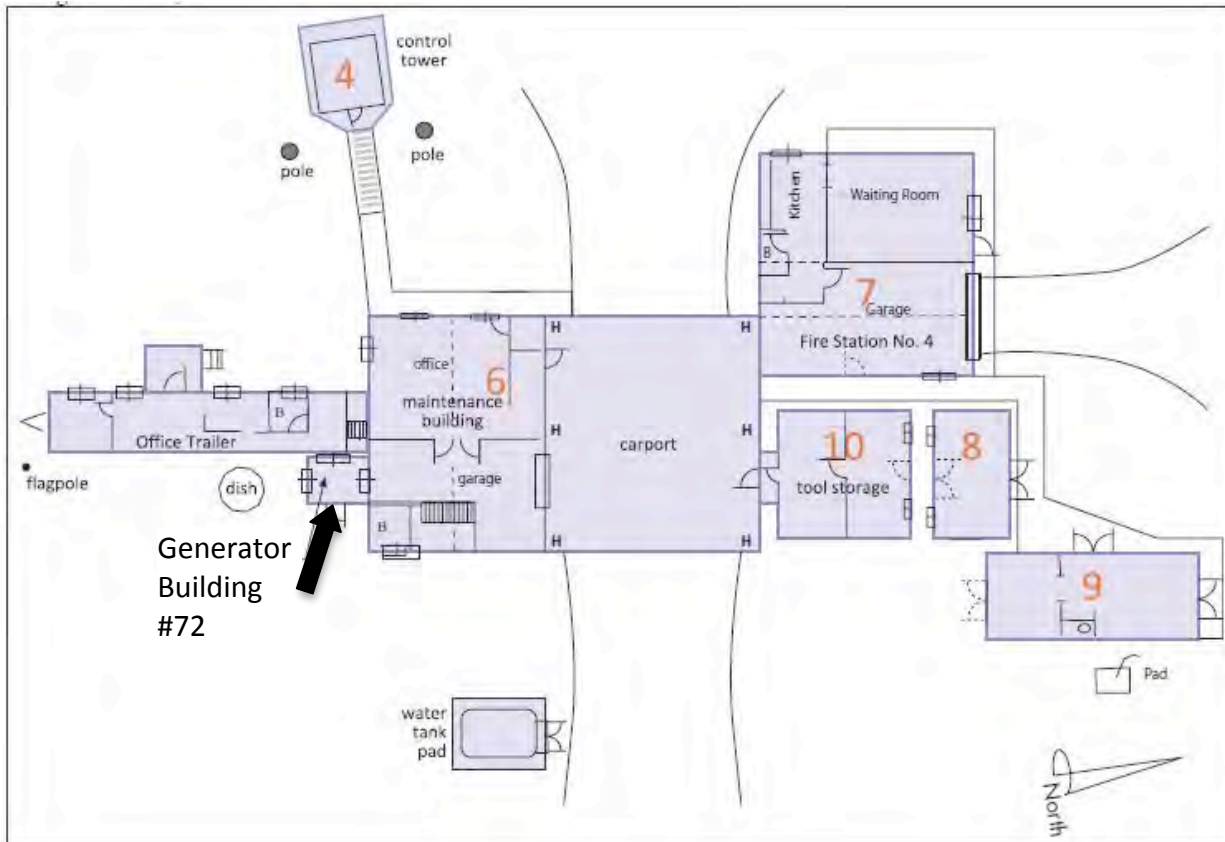 control
tower
4
pole
pole
Kitchen
Waiting Room
B
7
Garage
Fire Station No. 4
H
H
office
6
maintenance
building
B
Office Trailer
H
H
carport
10
8
tool storage
flagpole
dish
garage
B
H
H
Generator
Building
#72
9
Pad
water
tank
pad
North